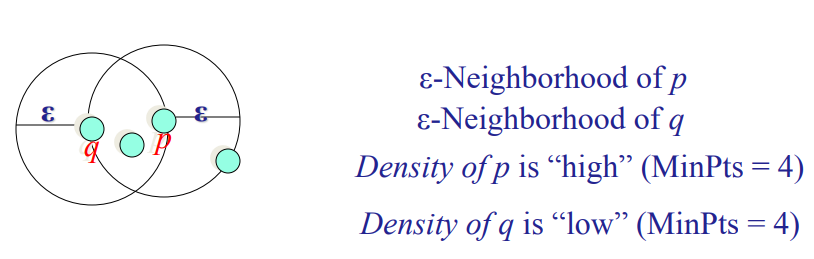 ε ε
q p
ε-Neighborhood of p
ε-Neighborhood of q
Density of p is “high” (MinPts = 4)
Density of q is “low” (MinPts = 4)